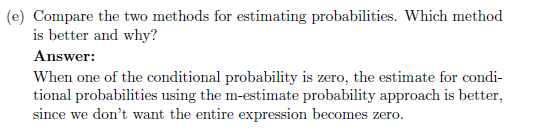 (e) Compare the two methods for estimating probabilities. Which method
is better and why?
Answer:
When one of the conditional probability is zero, the estimate for condi-
tional probabilities using the m-estimate probability approach is better,
since we don't want the entire expression becomes zero.